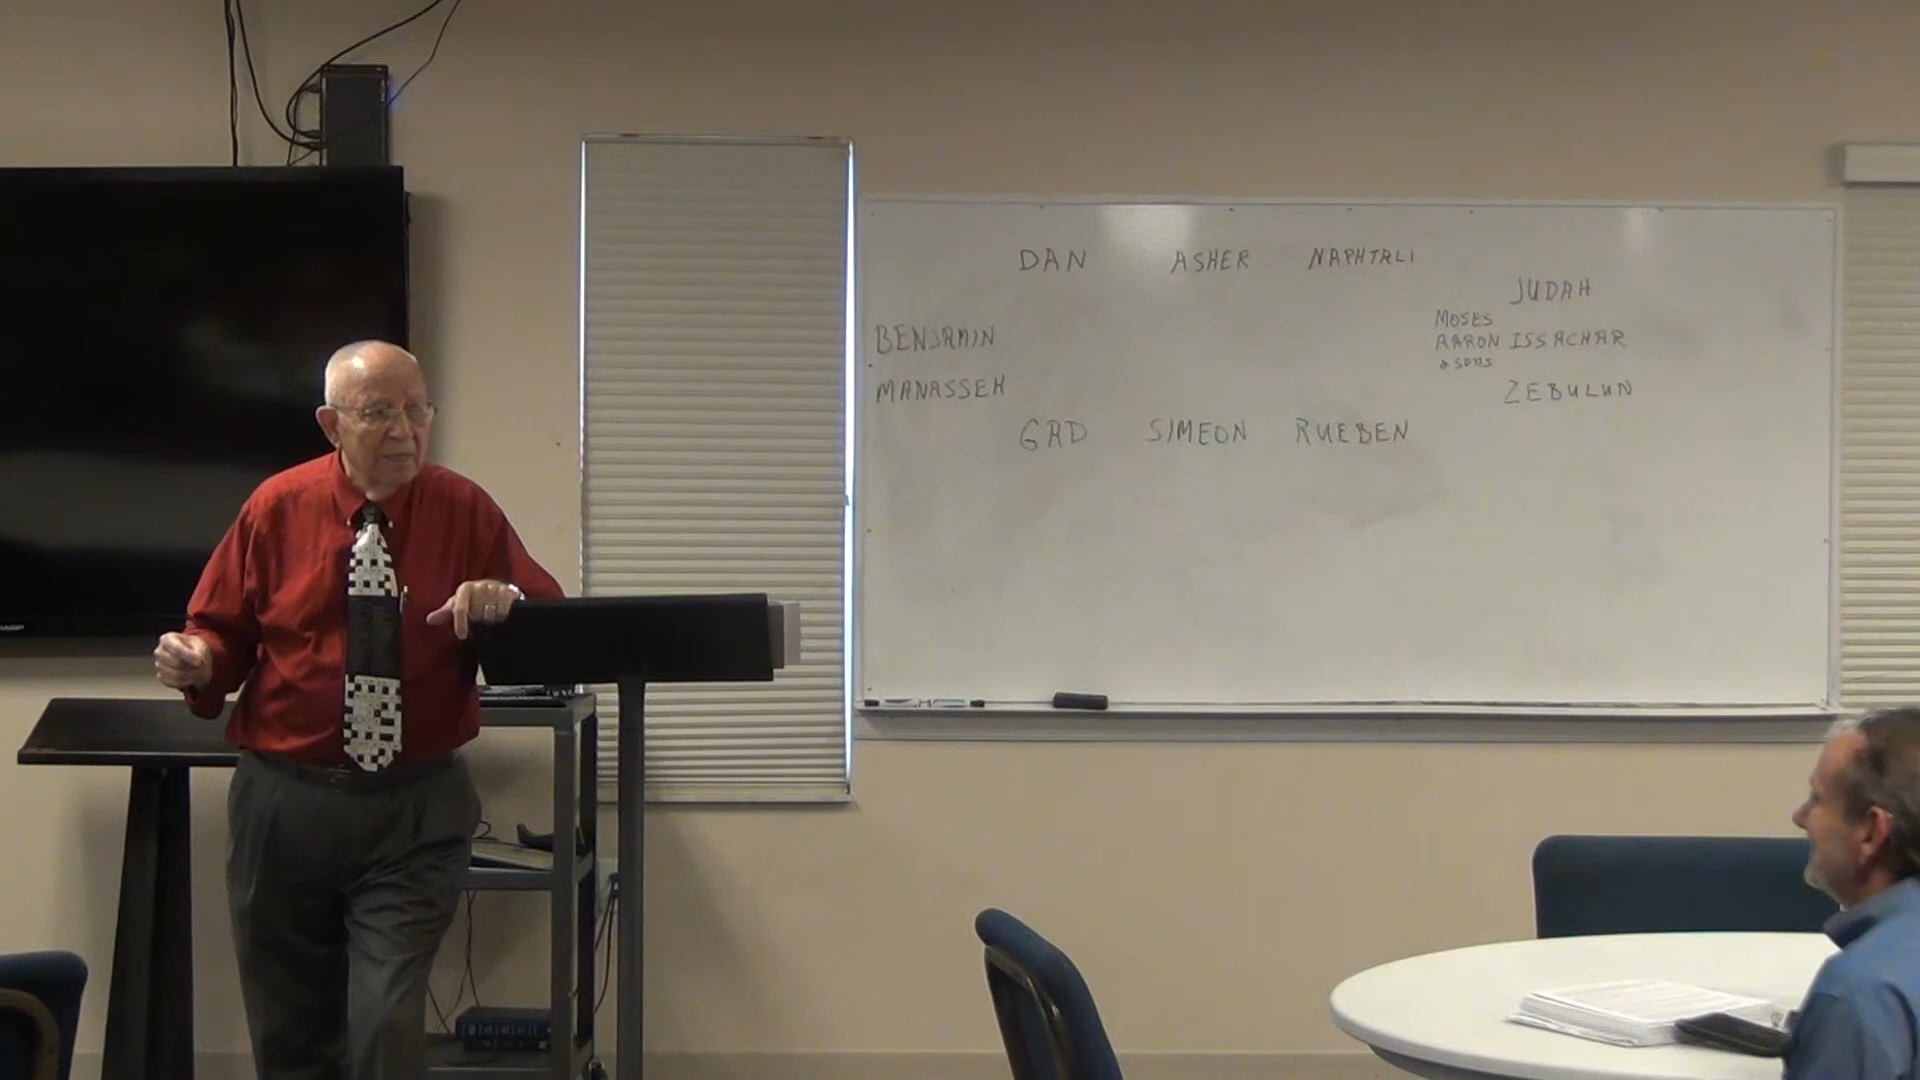 DAN ASHER NAPHTALI
JUDAH
MOSES
BENJAMIN AARON ISSACHAR
& SONS
MANASSEH ZEBULUN
GAD SIMEON RUEBEN